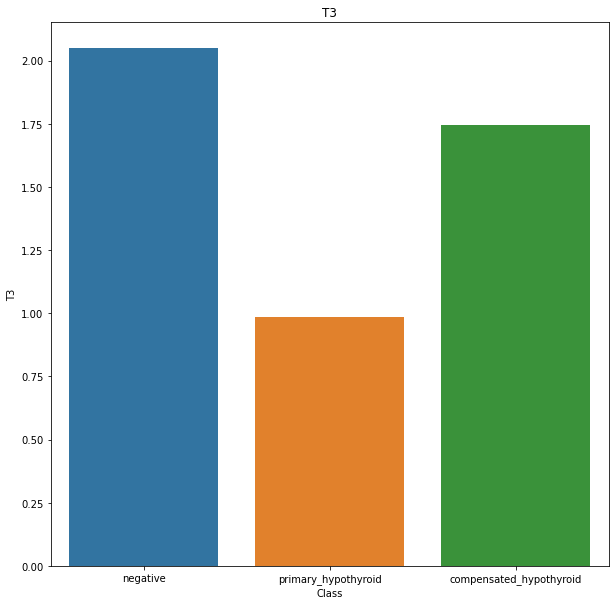 T3
2.00
1.75
1.50
1.25
1.00
0.75
0.50
0.25
0.00
T3
negative
primary_hypothyroid
compensated_hypothyroid
Class